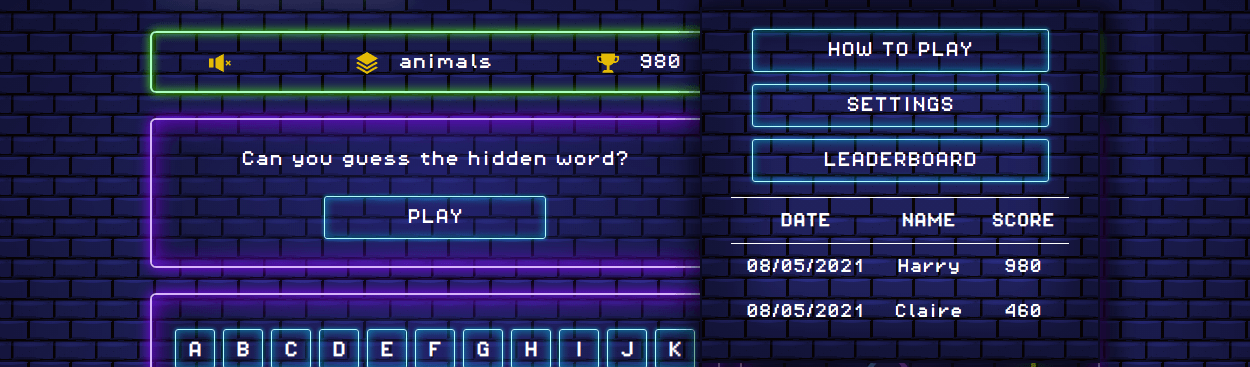 animals 980
Can you guess the hidden word?
PLAY
A B C D E F G H I J K
HOW TO PLAY
SETTINGS
LEADERBOARD
DATE NAME SCORE
08/05/2021 Harry 980
08/05/2021 Claire 460